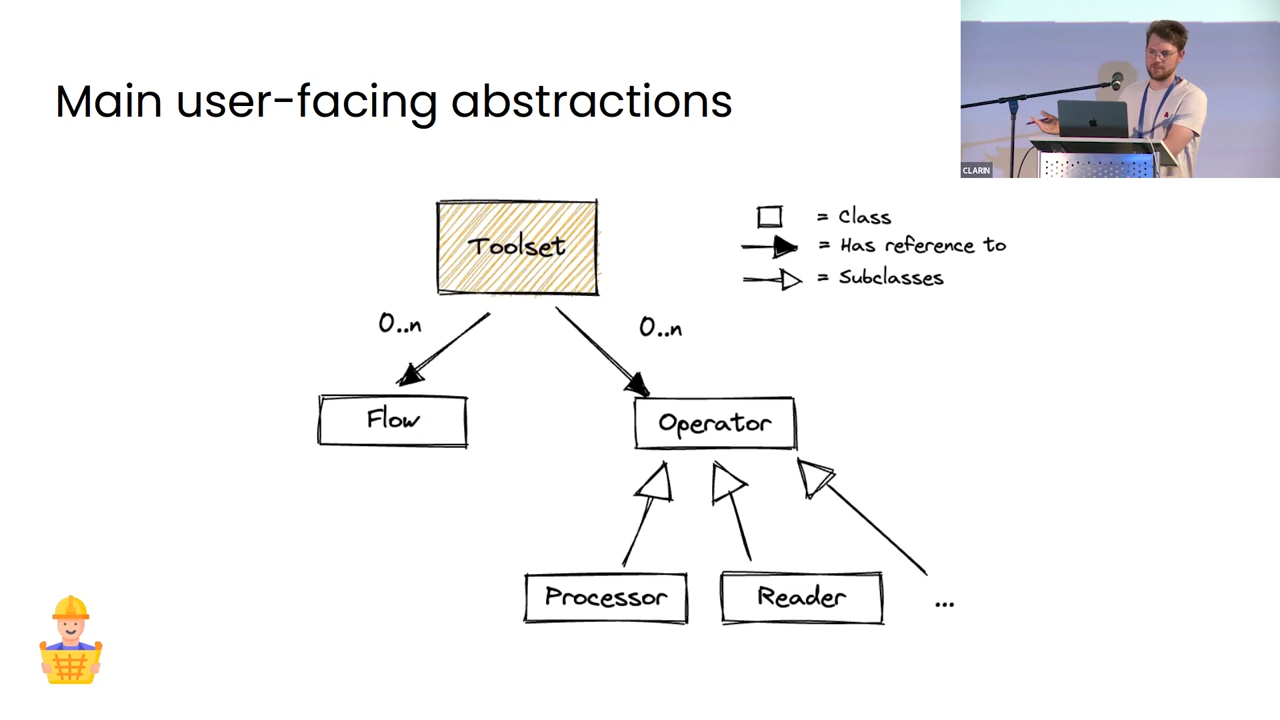 Main user-facing abstractions
CLARIN
Toolset
= Class
= Has reference to
= Subclasses
0..n
0..n
Flow
Operator
Processor
Reader
...